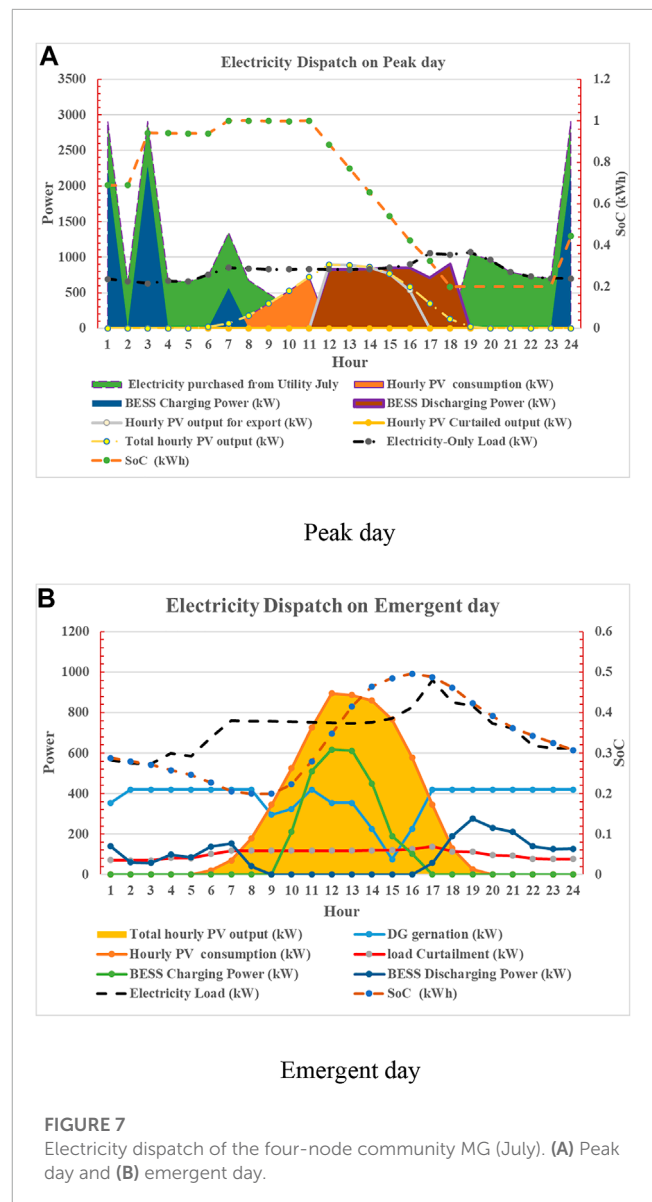 A
Electricity Dispatch on Peak day
3500
3000
2500
2000
1500
1000
500
0
Power
1.2
1
0.8
0.6
0.4
0.2
0
SoC (kWh)
1 2 3 4 5 6 7 8 9 10 11 12 13 14 15 16 17 18 19 20 21 22 23 24
Hour
Electricity purchased from Utility July
Hourly PV consumption (kW)
BESS Charging Power (kW)
BESS Discharging Power (kW)
Hourly PV output for export (kW)
Hourly PV Curtailed output (kW)
Total hourly PV output (kW)
Electricity-Only Load (kW)
SoC (kWh)
Peak day
B
Electricity Dispatch on Emergent day
1200
1000
800
600
400
200
0
Power
0.6
0.5
0.4
0.3
0.2
0.1
0
SoC
1 2 3 4 5 6 7 8 9 10 11 12 13 14 15 16 17 18 19 20 21 22 23 24
Hour
Total hourly PV output (kW)
DG gernation (kW)
Hourly PV consumption (kW)
load Curtailment (kW)
BESS Charging Power (kW)
BESS Discharging Power (kW)
Electricity Load (kW)
SoC (kWh)
Emergent day
FIGURE 7
Electricity dispatch of the four-node community MG (July). (A) Peak
day and (B) emergent day.